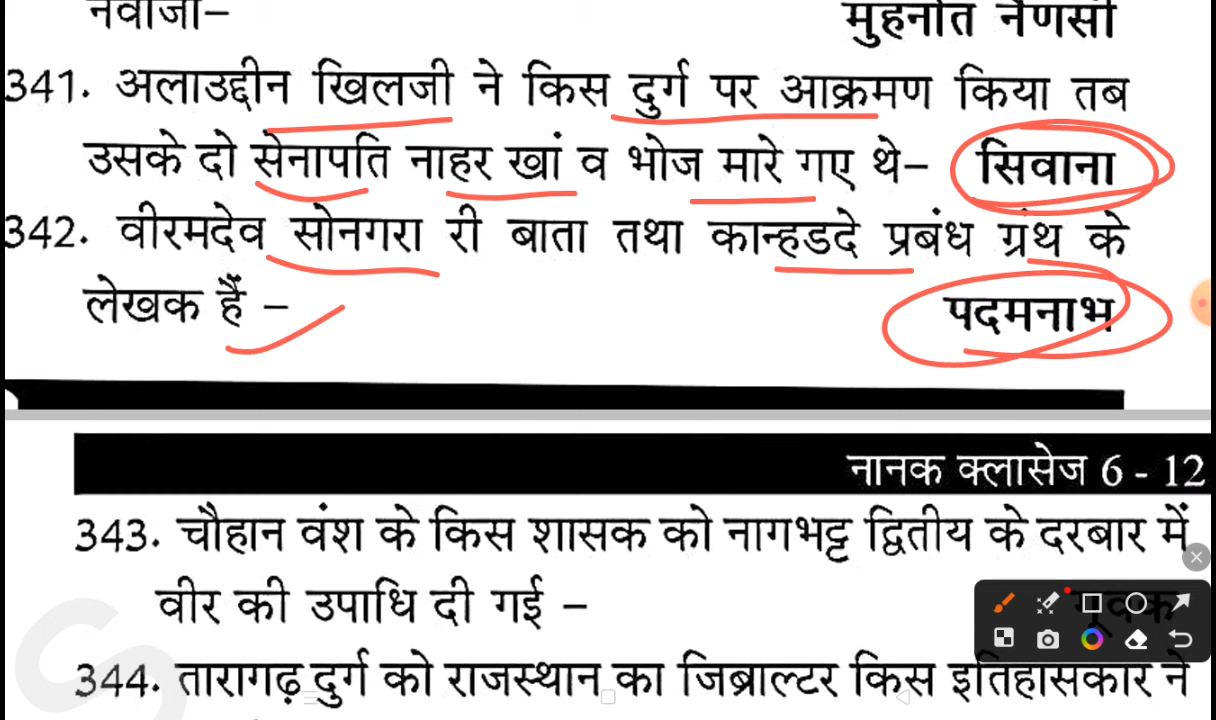 नवाजा– मुहनोत नैणसी
341. अलाउद्दीन खिलजी ने किस दुर्ग पर आक्रमण किया तब
उसके दो सेनापति नाहर खां व भोज मारे गए थे– सिवाना
342. वीरमदेव सोनगरा री बाता तथा कान्हडदे प्रबंध ग्रंथ के
लेखक हैं – पदमनाभ
नानक क्लासेज 6 - 12
343. चौहान वंश के किस शासक को नागभट्ट द्वितीय के दरबार में
वीर की उपाधि दी गई –
344. तारागढ़ दुर्ग को राजस्थान का जिब्राल्टर किस इतिहासकार ने